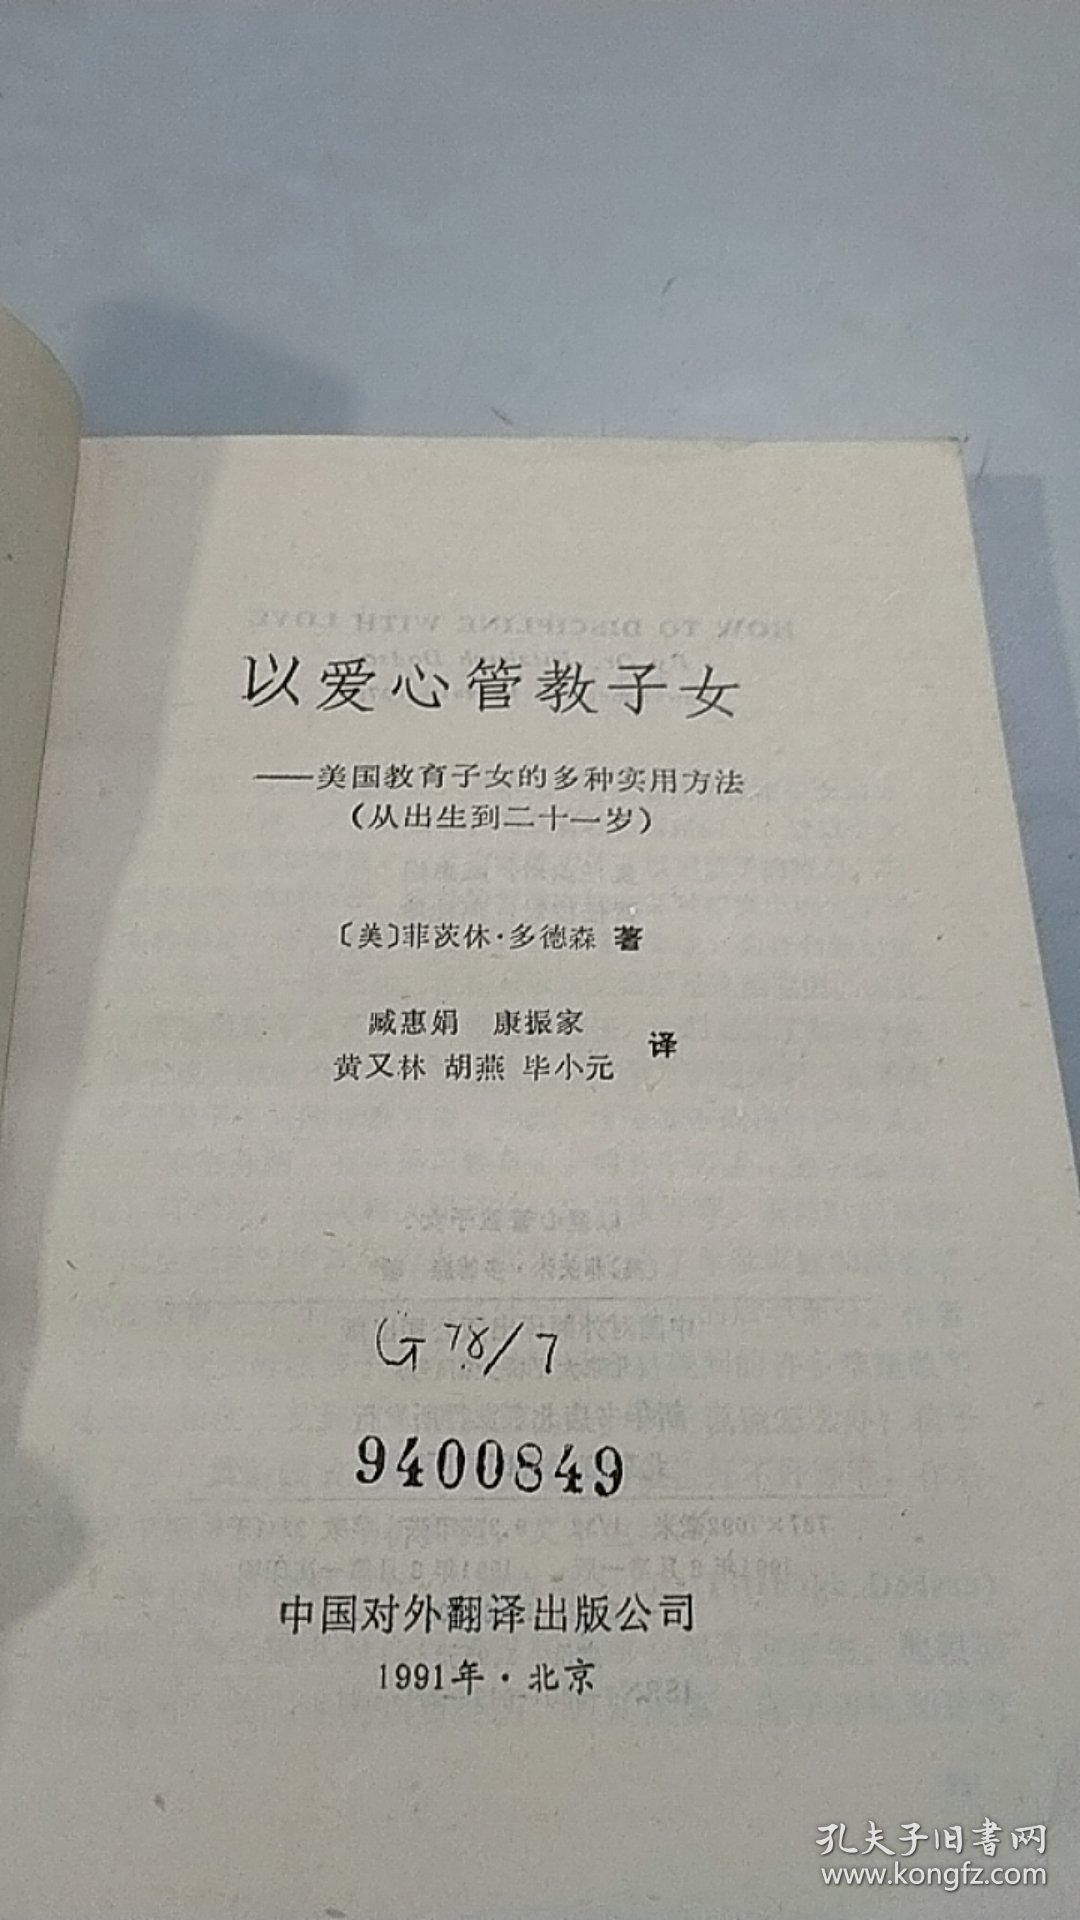 以爱心管教子女
——美国教育子女的多种实用方法
（从出生到二十一岁）
〔美〕菲茨休·多德森 著
臧惠娟 康振家
黄又林 胡燕 毕小元 译
G78/7
9400849
中国对外翻译出版公司
1991年·北京
孔夫子旧书网
www.kongfz.com